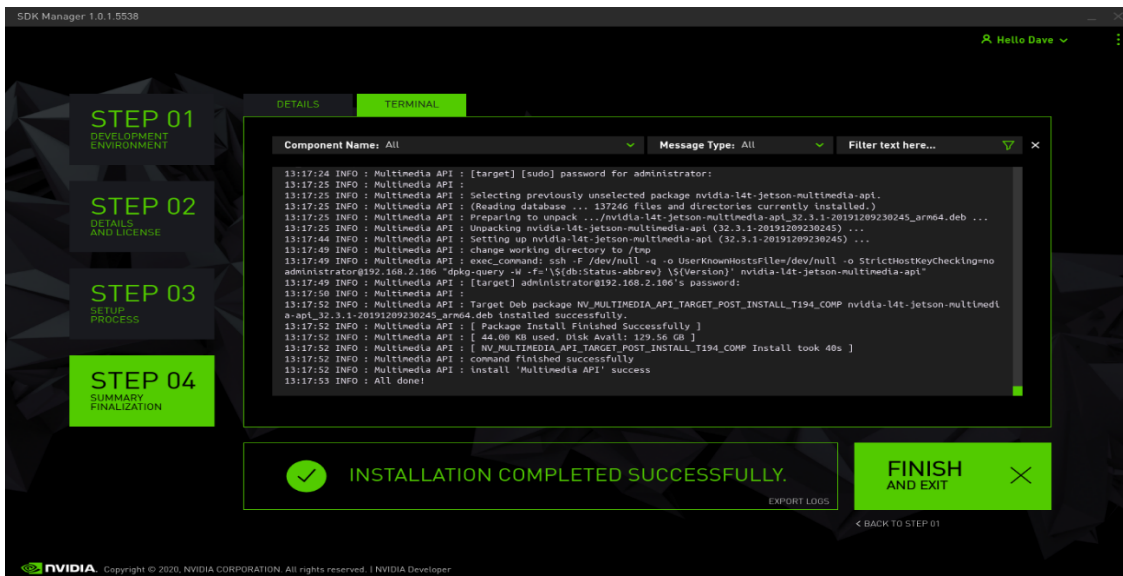 SDK Manager 1.0.1.5538
Hello Dave
STEP 01
DEVELOPMENT
ENVIRONMENT
STEP 02
DETAILS
AND LICENSE
STEP 03
SETUP
PROCESS
STEP 04
SUMMARY
FINALIZATION
DETAILS TERMINAL
Component Name: All Message Type: All Filter text here...
13:17:24 INFO : Multimedia API : [target] [sudo] password for administrator:
13:17:25 INFO : Multimedia API :
13:17:25 INFO : Multimedia API : Selecting previously unselected package nvidia-l4t-jetson-multimedia-api.
13:17:25 INFO : Multimedia API : (Reading database ... 137246 files and directories currently installed.)
13:17:25 INFO : Multimedia API : Preparing to unpack .../nvidia-l4t-jetson-multimedia-api_32.3.1-20191209230245_arm64.deb ...
13:17:25 INFO : Multimedia API : Unpacking nvidia-l4t-jetson-multimedia-api (32.3.1-20191209230245) ...
13:17:44 INFO : Multimedia API : Setting up nvidia-l4t-jetson-multimedia-api (32.3.1-20191209230245) ...
13:17:49 INFO : Multimedia API : change working directory to /tmp
13:17:49 INFO : Multimedia API : exec_command: ssh -F /dev/null -q -o UserKnownHostsFile=/dev/null -o StrictHostKeyChecking=no
administrator@192.168.2.106 "dpkg-query -W -f='\${db:Status-abbrev} \${Version}' nvidia-l4t-jetson-multimedia-api"
13:17:49 INFO : Multimedia API : [target] administrator@192.168.2.106's password:
13:17:50 INFO : Multimedia API :
13:17:52 INFO : Multimedia API : Target Deb package NV_MULTIMEDIA_API_TARGET_POST_INSTALL_T194_COMP nvidia-l4t-jetson-multimedi
a-api_32.3.1-20191209230245_arm64.deb installed successfully.
13:17:52 INFO : Multimedia API : [ Package Install Finished Successfully ]
13:17:52 INFO : Multimedia API : [ 44.00 KB used. Disk Avail: 129.56 GB ]
13:17:52 INFO : Multimedia API : [ NV_MULTIMEDIA_API_TARGET_POST_INSTALL_T194_COMP Install took 40s ]
13:17:52 INFO : Multimedia API : command finished successfully
13:17:52 INFO : Multimedia API : install 'Multimedia API' success
13:17:53 INFO : All done!
INSTALLATION COMPLETED SUCCESSFULLY.
EXPORT LOGS
FINISH
AND EXIT
< BACK TO STEP 01
NVIDIA. Copyright © 2020, NVIDIA CORPORATION. All rights reserved. | NVIDIA Developer